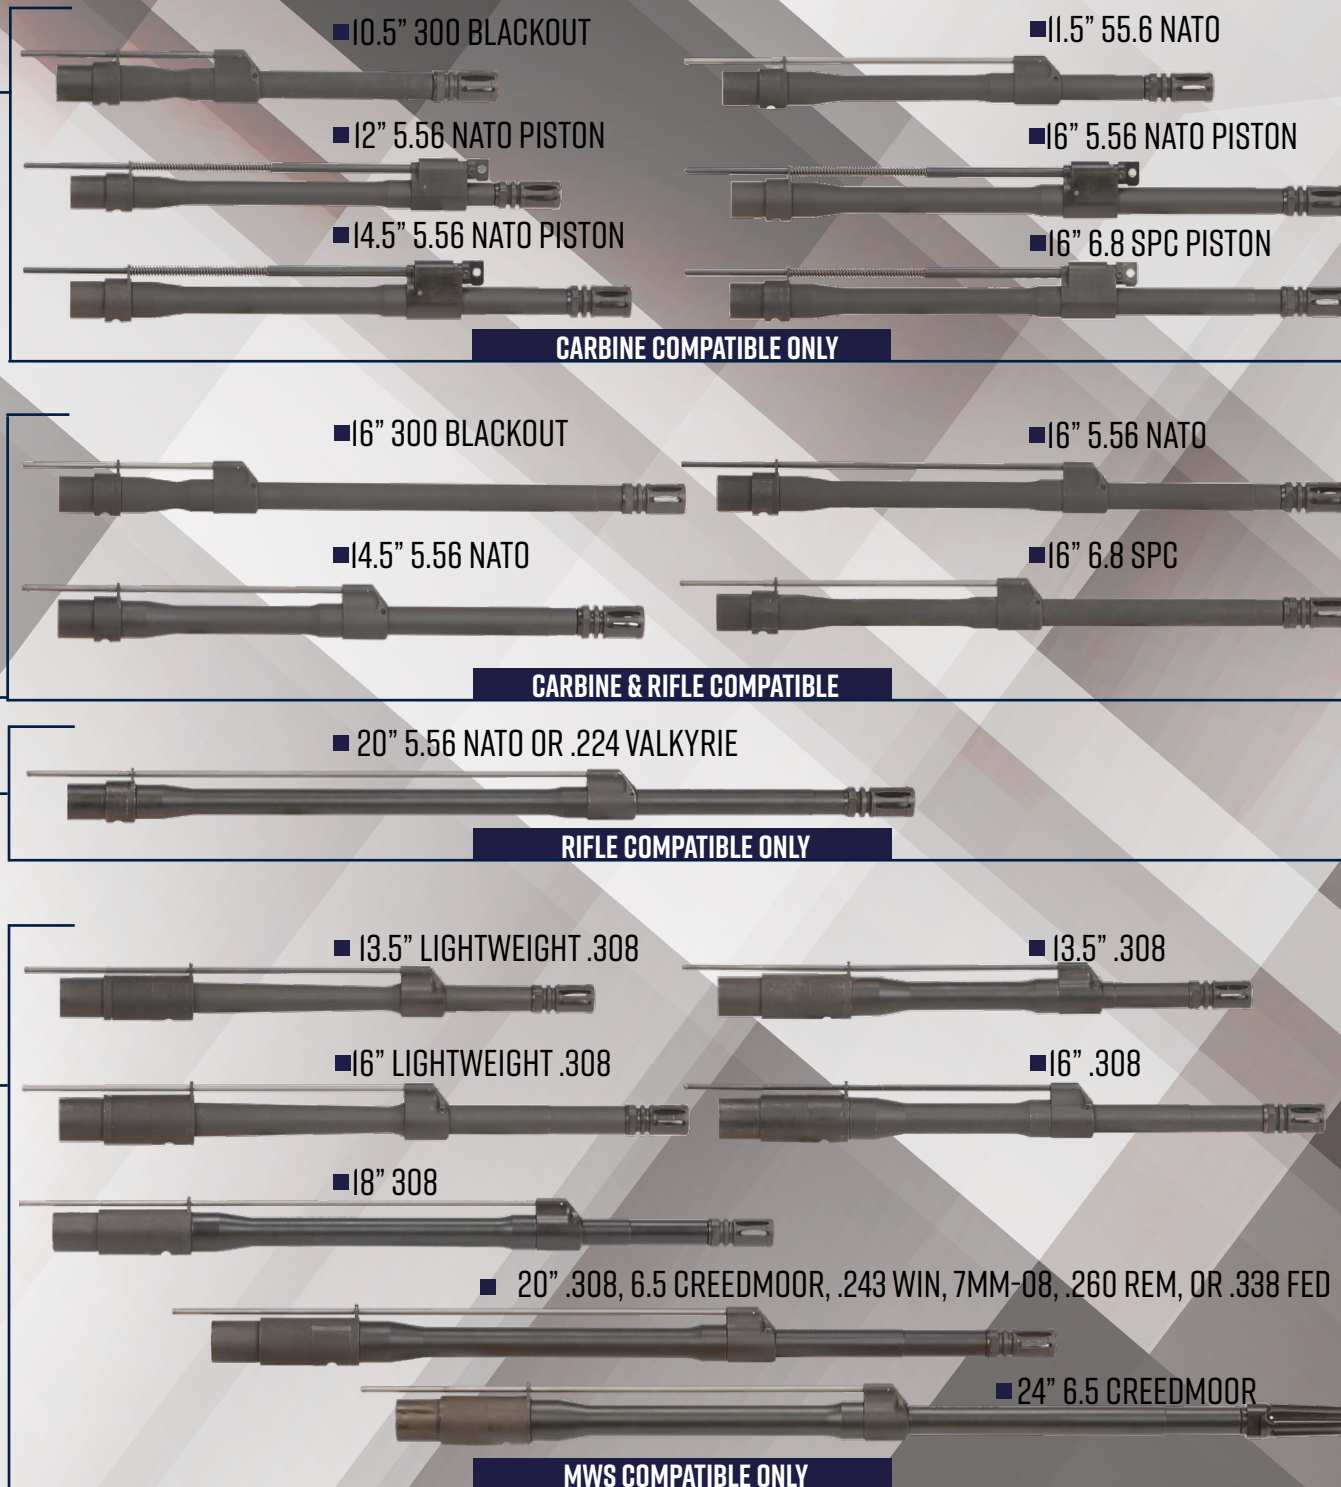 ■10.5” 300 BLACKOUT
■11.5” 55.6 NATO
■12” 5.56 NATO PISTON
■16” 5.56 NATO PISTON
■14.5” 5.56 NATO PISTON
■16” 6.8 SPC PISTON
CARBINE COMPATIBLE ONLY
■16” 300 BLACKOUT
■16” 5.56 NATO
■14.5” 5.56 NATO
■16” 6.8 SPC
CARBINE & RIFLE COMPATIBLE
■ 20” 5.56 NATO OR .224 VALKYRIE
RIFLE COMPATIBLE ONLY
■ 13.5” LIGHTWEIGHT .308
■ 13.5” .308
■16” LIGHTWEIGHT .308
■16” .308
■18” 308
■ 20” .308, 6.5 CREEDMOOR, .243 WIN, 7MM-08, .260 REM, OR .338 FED
■24” 6.5 CREEDMOOR
MWS COMPATIBLE ONLY